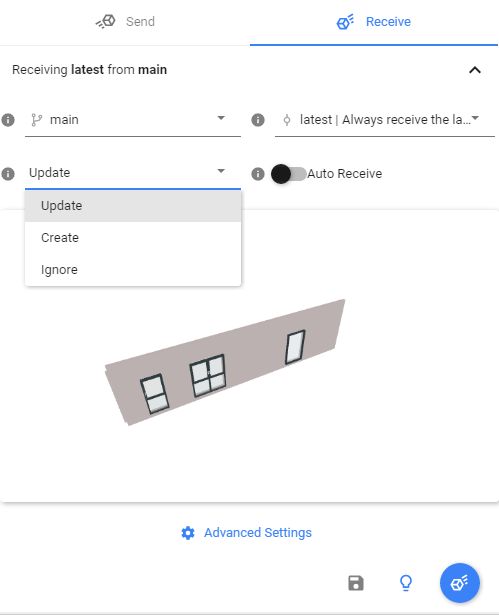 Send Receive
Receiving latest from main
main latest | Always receive the la...
Update Auto Receive
Update
Create
Ignore
Advanced Settings